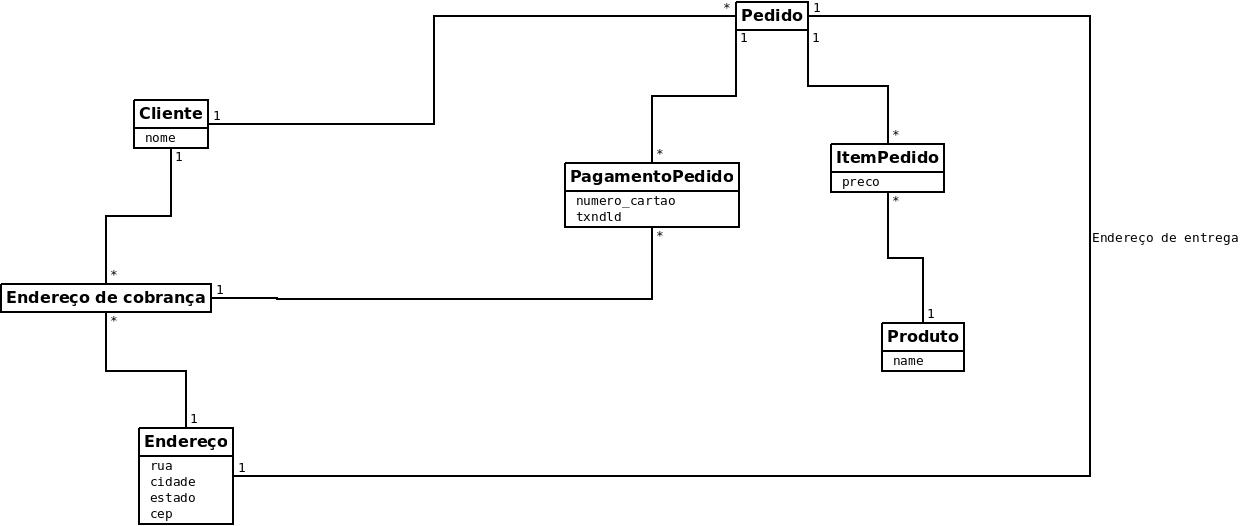 * Pedido 1
1 1
Cliente 1
nome
1
*
PagamentoPedido
numero_cartao
txndld
*
*
ItemPedido
preco
*
Endereço de entrega
*
Endereço de cobrança 1
*
1
Produto
name
1
Endereço
rua
cidade
estado
cep
1